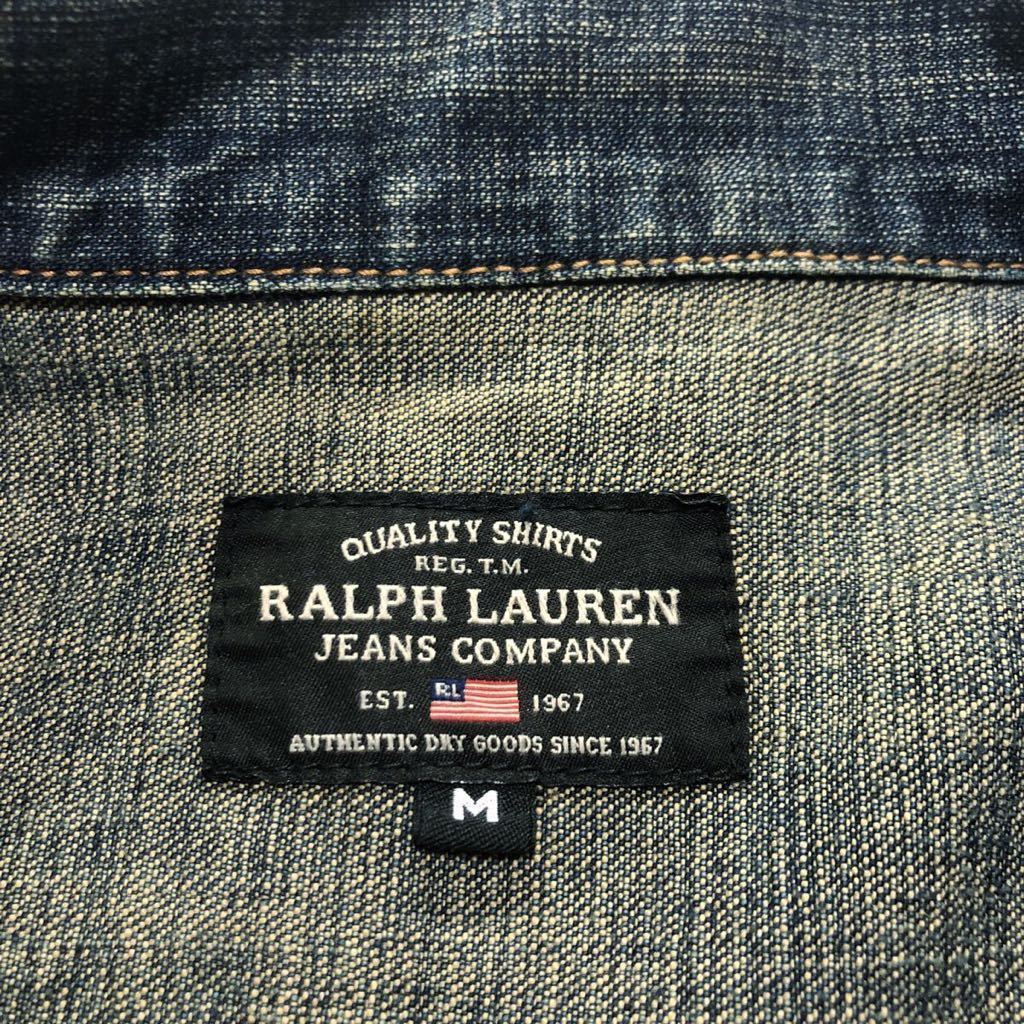 QUALITY SHIRTS
REG. T.M.
RALPH LAUREN
JEANS COMPANY
EST. RL 1967
AUTHENTIC DRY GOODS SINCE 1967
M